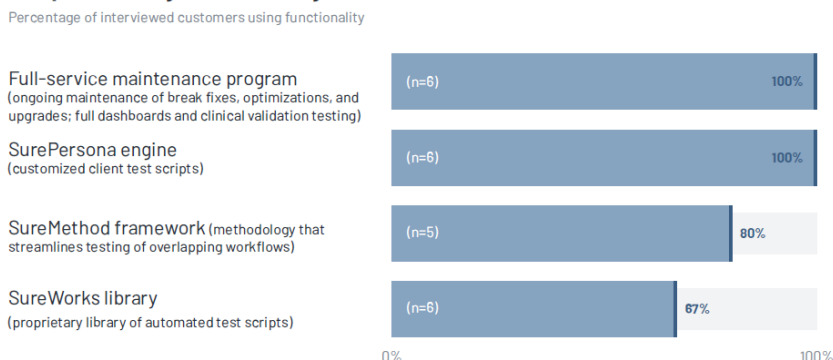 Percentage of interviewed customers using functionality
Full-service maintenance program
(ongoing maintenance of break fixes, optimizations, and
upgrades; full dashboards and clinical validation testing)
(n=6)
100%
SurePersona engine
(customized client test scripts)
(n=6)
100%
SureMethod framework (methodology that
streamlines testing of overlapping workflows)
(n=5)
80%
SureWorks library
(proprietary library of automated test scripts)
(n=6)
67%
0%
100%